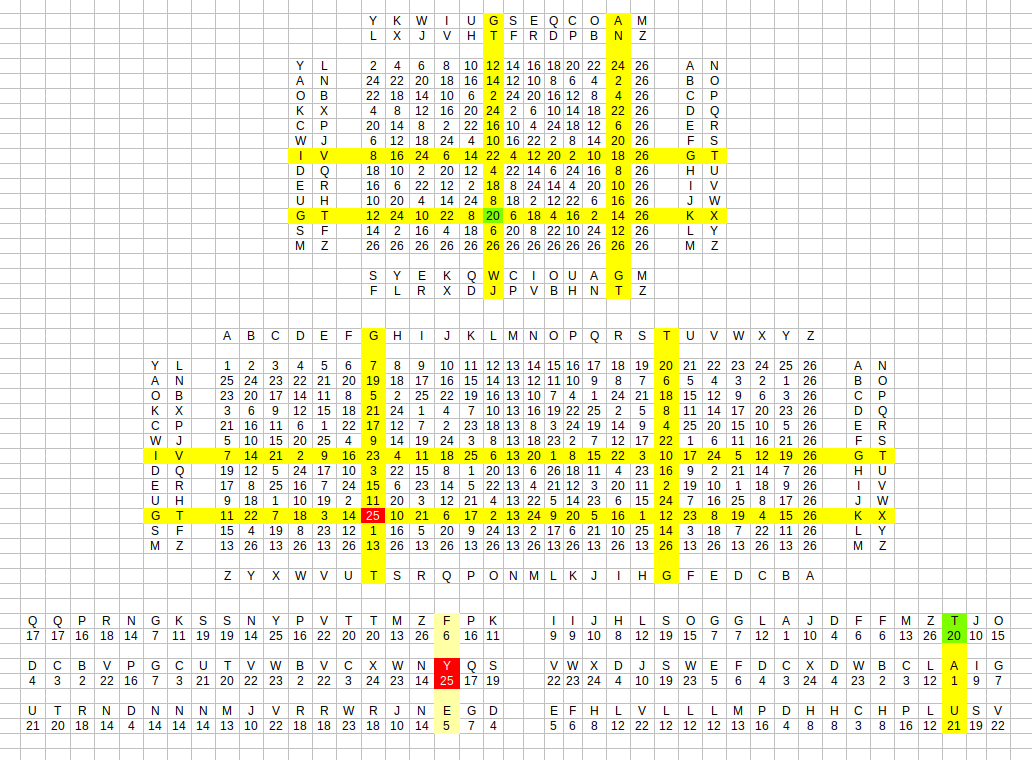 Y K W I U G S E Q C O A M
L X J V H T F R D P B N Z
Y L 2 4 6 8 10 12 14 16 18 20 22 24 26 A N
A N 24 22 20 18 16 14 12 10 8 6 4 2 26 B O
O B 22 18 14 10 6 2 24 20 16 12 8 4 26 C P
K X 4 8 12 16 20 24 2 6 10 14 18 22 26 D Q
C P 20 14 8 2 22 16 10 4 24 18 12 6 26 E R
W J 6 12 18 24 4 10 16 22 2 8 14 20 26 F S
I V 8 16 24 6 14 22 4 12 20 2 10 18 26 G T
D Q 18 10 2 20 12 4 22 14 6 24 16 8 26 H U
E R 16 6 22 12 2 18 8 24 14 4 20 10 26 I V
U H 10 20 4 14 24 8 18 2 12 22 6 16 26 J W
G T 12 24 10 22 8 20 6 18 4 16 2 14 26 K X
S F 14 2 16 4 18 6 20 8 22 10 24 12 26 L Y
M Z 26 26 26 26 26 26 26 26 26 26 26 26 26 M Z
S Y E K Q W C I O U A G M
F L R X D J P V B H N T Z
A B C D E F G H I J K L M N O P Q R S T U V W X Y Z
Y L 1 2 3 4 5 6 7 8 9 10 11 12 13 14 15 16 17 18 19 20 21 22 23 24 25 26 A N
A N 25 24 23 22 21 20 19 18 17 16 15 14 13 12 11 10 9 8 7 6 5 4 3 2 1 26 B O
O B 23 20 17 14 11 8 5 2 25 22 19 16 13 10 7 4 1 24 21 18 15 12 9 6 3 26 C P
K X 3 6 9 12 15 18 21 24 1 4 7 10 13 16 19 22 25 2 5 8 11 14 17 20 23 26 D Q
C P 21 16 11 6 1 22 17 12 7 2 23 18 13 8 3 24 19 14 9 4 25 20 15 10 5 26 E R
W J 5 10 15 20 25 4 9 14 19 24 3 8 13 18 23 2 7 12 17 22 1 6 11 16 21 26 F S
I V 7 14 21 2 9 16 23 4 11 18 25 6 13 20 1 8 15 22 3 10 17 24 5 12 19 26 G T
D Q 19 12 5 24 17 10 3 22 15 8 1 20 13 6 26 18 11 4 23 16 9 2 21 14 7 26 H U
E R 17 8 25 16 7 24 15 6 23 14 5 22 13 4 21 12 3 20 11 2 19 10 1 18 9 26 I V
U H 9 18 1 10 19 2 11 20 3 12 21 4 13 22 5 14 23 6 15 24 7 16 25 8 17 26 J W
G T 11 22 7 18 3 14 25 10 21 6 17 2 13 24 9 20 5 16 1 12 23 8 19 4 15 26 K X
S F 15 4 19 8 23 12 1 16 5 20 9 24 13 2 17 6 21 10 25 14 3 18 7 22 11 26 L Y
M Z 13 26 13 26 13 26 13 26 13 26 13 26 13 26 13 26 13 26 13 26 13 26 13 26 13 26 M Z
Z Y X W V U T S R Q P O N M L K J I H G F E D C B A
Q Q P R N G K S S N Y P V T T M Z F P K I I J H L S O G G L A J D F F M Z T J O
17 17 16 18 14 7 11 19 19 14 25 16 22 20 20 13 26 6 16 11 9 9 10 8 12 19 15 7 7 12 1 10 4 6 6 13 26 20 10 15
D C B V P G C U T V W B V C X W N Y Q S V W X D J S W E F D C X D W B C L A I G
4 3 2 22 16 7 3 21 20 22 23 2 22 3 24 23 14 25 17 19 22 23 24 4 10 19 23 5 6 4 3 24 4 23 2 3 12 1 9 7
U T R N D N N N M J V R R W R J N E G D E F H L V L L L M P D H H C H P L U S V
21 20 18 14 4 14 14 14 13 10 22 18 18 23 18 10 14 5 7 4 5 6 8 12 22 12 12 12 13 16 4 8 8 3 8 16 12 21 19 22